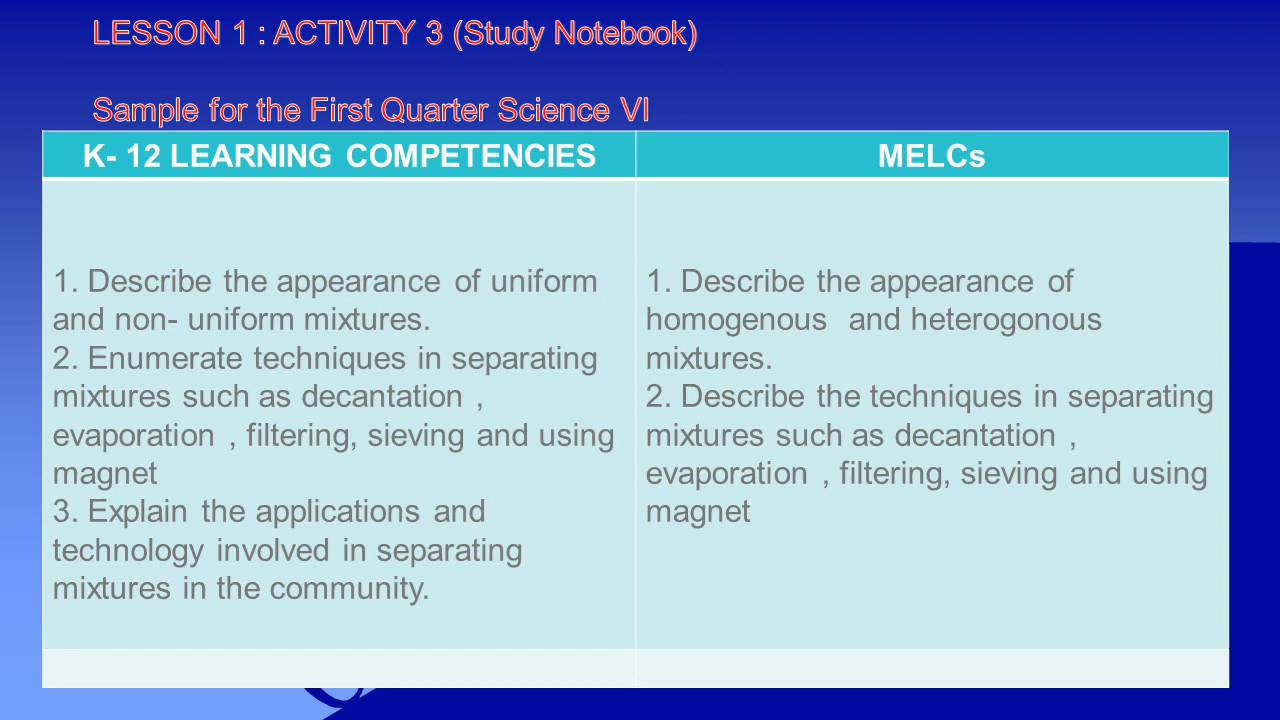 LESSON 1 : ACTIVITY 3 (Study Notebook)
Sample for the First Quarter Science VI
K- 12 LEARNING COMPETENCIES
MELCs
1. Describe the appearance of uniform
and non- uniform mixtures.
2. Enumerate techniques in separating
mixtures such as decantation ,
evaporation , filtering, sieving and using
magnet
3. Explain the applications and
technology involved in separating
mixtures in the community.
1. Describe the appearance of
homogenous and heterogonous
mixtures.
2. Describe the techniques in separating
mixtures such as decantation ,
evaporation , filtering, sieving and using
magnet